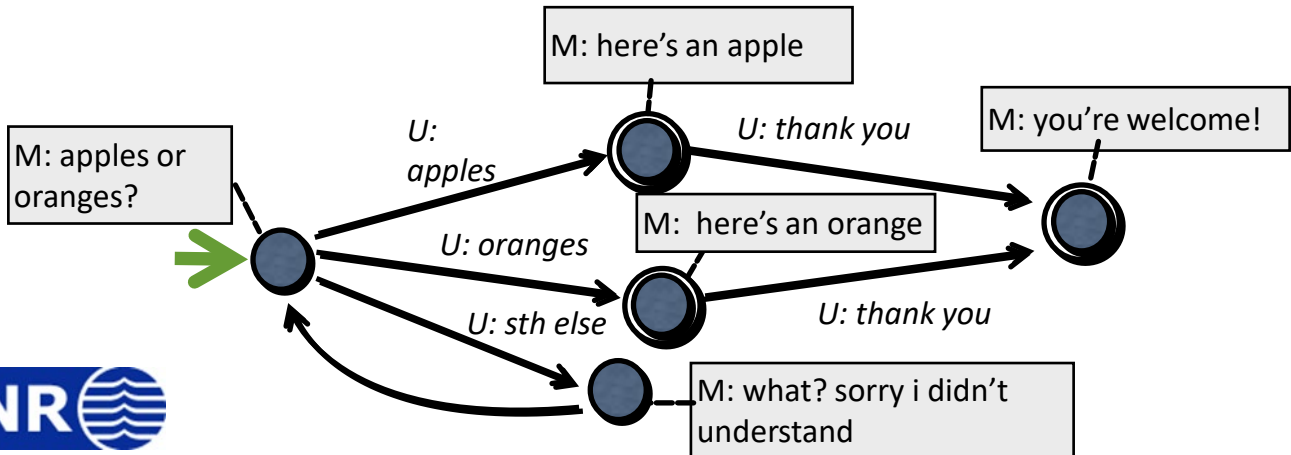 M: here’s an apple
U:
apples
U: thank you
M: you’re welcome!
M: apples or
oranges?
M:  here’s an orange
U: oranges
U: sth else
U: thank you
M: what? sorry i didn’t
understand
NR